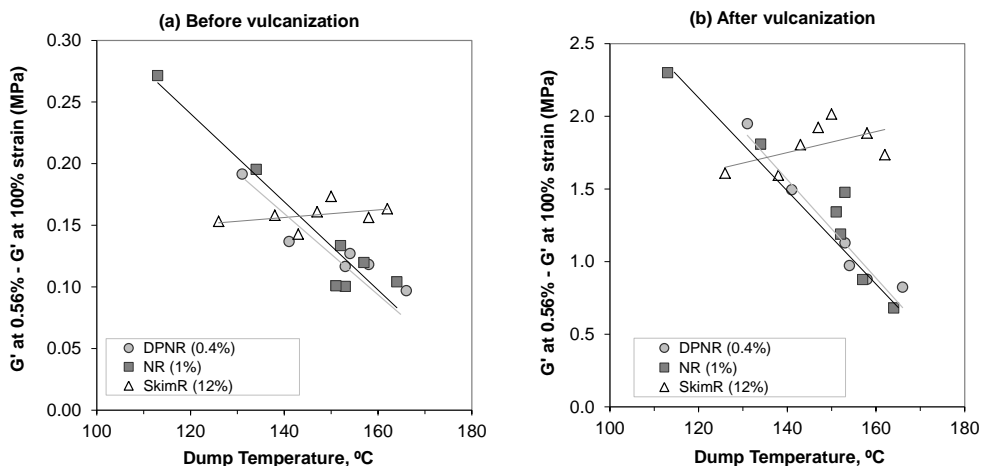 (a) Before vulcanization
G' at 0.56% - G' at 100% strain (MPa)
0.30
0.25
0.20
0.15
0.10
0.05
0.00
DPNR (0.4%)
NR (1%)
SkimR (12%)
100
120
140
160
180
Dump Temperature, ºC
(b) After vulcanization
G' at 0.56% - G' at 100% strain (MPa)
2.5
2.0
1.5
1.0
0.5
0.0
DPNR (0.4%)
NR (1%)
SkimR (12%)
100
120
140
160
180
Dump Temperature, ºC